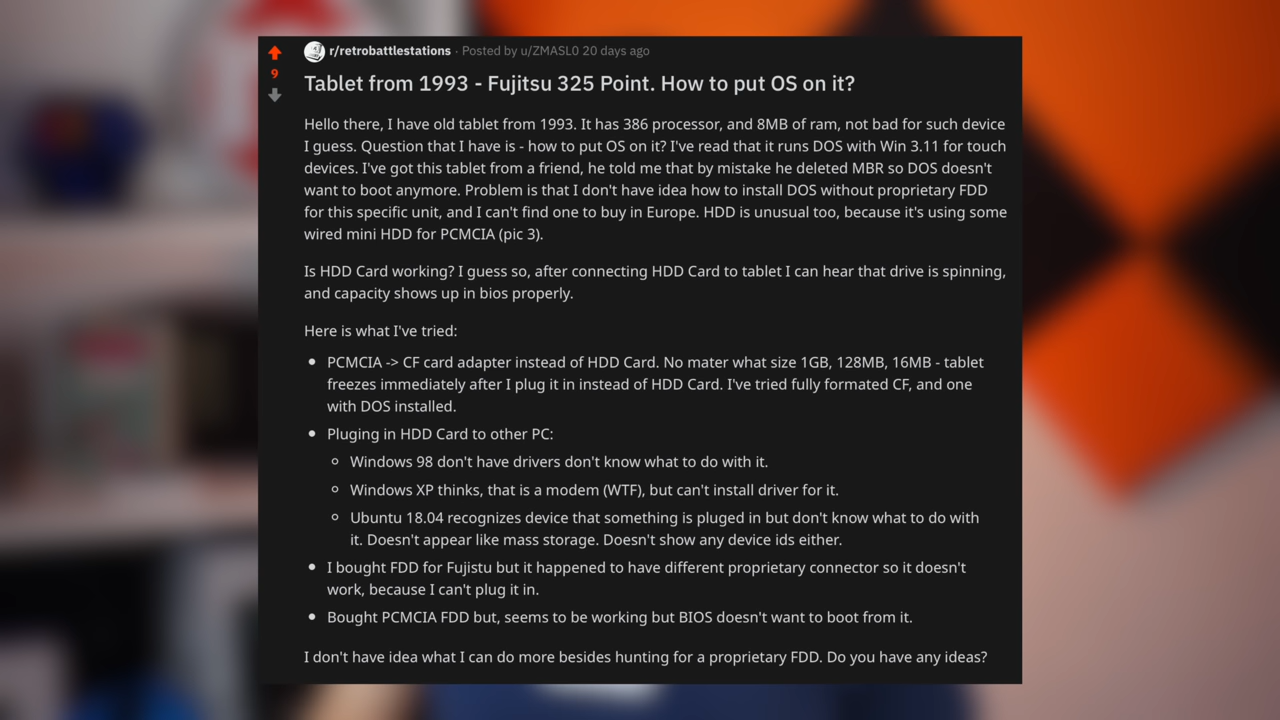 r/retrobattlestations · Posted by u/ZMASL0 20 days ago
9
Tablet from 1993 - Fujitsu 325 Point. How to put OS on it?
Hello there, I have old tablet from 1993. It has 386 processor, and 8MB of ram, not bad for such device
I guess. Question that I have is - how to put OS on it? I've read that it runs DOS with Win 3.11 for touch
devices. I've got this tablet from a friend, he told me that by mistake he deleted MBR so DOS doesn't
want to boot anymore. Problem is that I don't have idea how to install DOS without proprietary FDD
for this specific unit, and I can't find one to buy in Europe. HDD is unusual too, because it's using some
wired mini HDD for PCMCIA (pic 3).
Is HDD Card working? I guess so, after connecting HDD Card to tablet I can hear that drive is spinning,
and capacity shows up in bios properly.
Here is what I've tried:
• PCMCIA -> CF card adapter instead of HDD Card. No mater what size 1GB, 128MB, 16MB - tablet
freezes immediately after I plug it in instead of HDD Card. I've tried fully formated CF, and one
with DOS installed.
• Pluging in HDD Card to other PC:
◦ Windows 98 don't have drivers don't know what to do with it.
◦ Windows XP thinks, that is a modem (WTF), but can't install driver for it.
◦ Ubuntu 18.04 recognizes device that something is pluged in but don't know what to do with
it. Doesn't appear like mass storage. Doesn't show any device ids either.
• I bought FDD for Fujistu but it happened to have different proprietary connector so it doesn't
work, because I can't plug it in.
• Bought PCMCIA FDD but, seems to be working but BIOS doesn't want to boot from it.
I don't have idea what I can do more besides hunting for a proprietary FDD. Do you have any ideas?